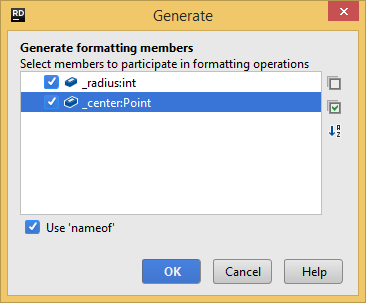 RD
Generate
Generate formatting members
Select members to participate in formatting operations
_radius:int
_center:Point
A
Z
Use 'nameof'
OK
Cancel
Help